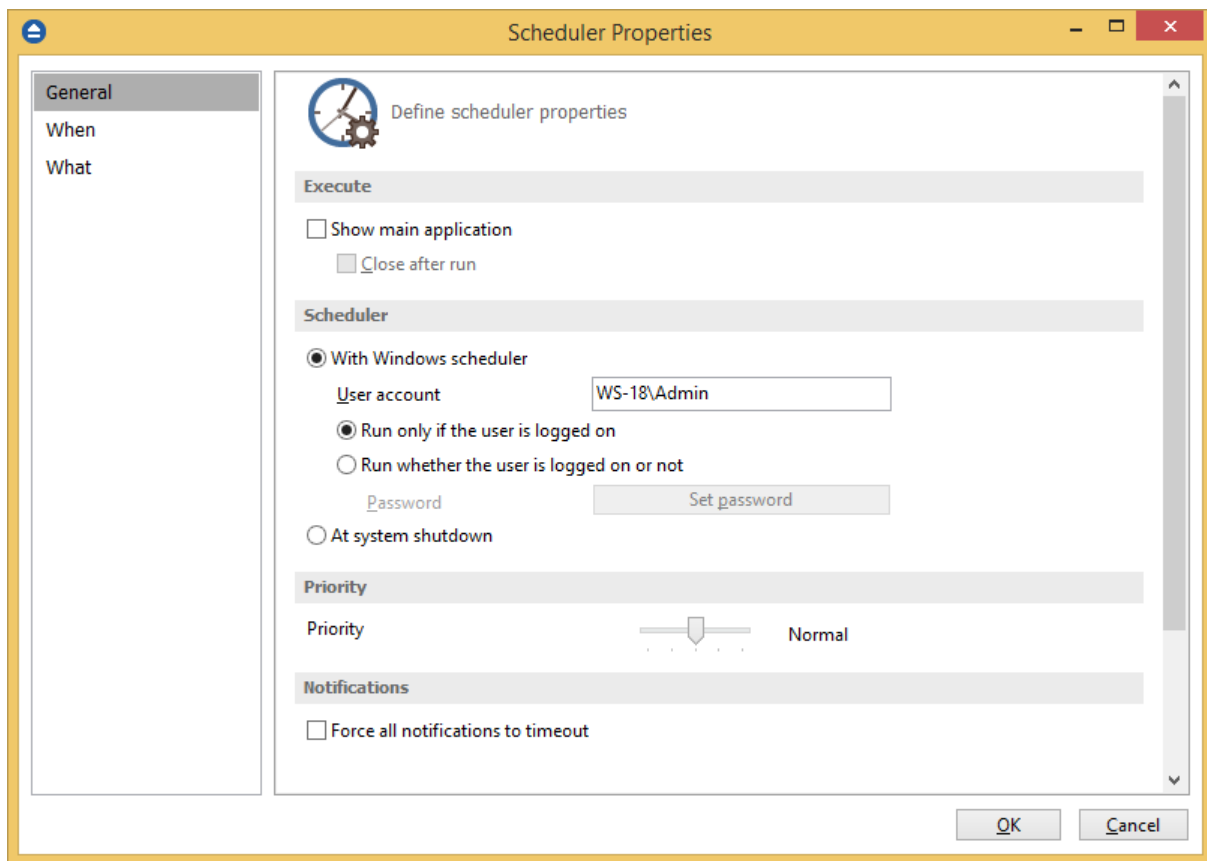 Scheduler Properties
General
When
What
Define scheduler properties
Execute
Show main application
Close after run
Scheduler
With Windows scheduler
User account WS-18\Admin
Run only if the user is logged on
Run whether the user is logged on or not
Password Set password
At system shutdown
Priority
Priority Normal
Notifications
Force all notifications to timeout
OK Cancel